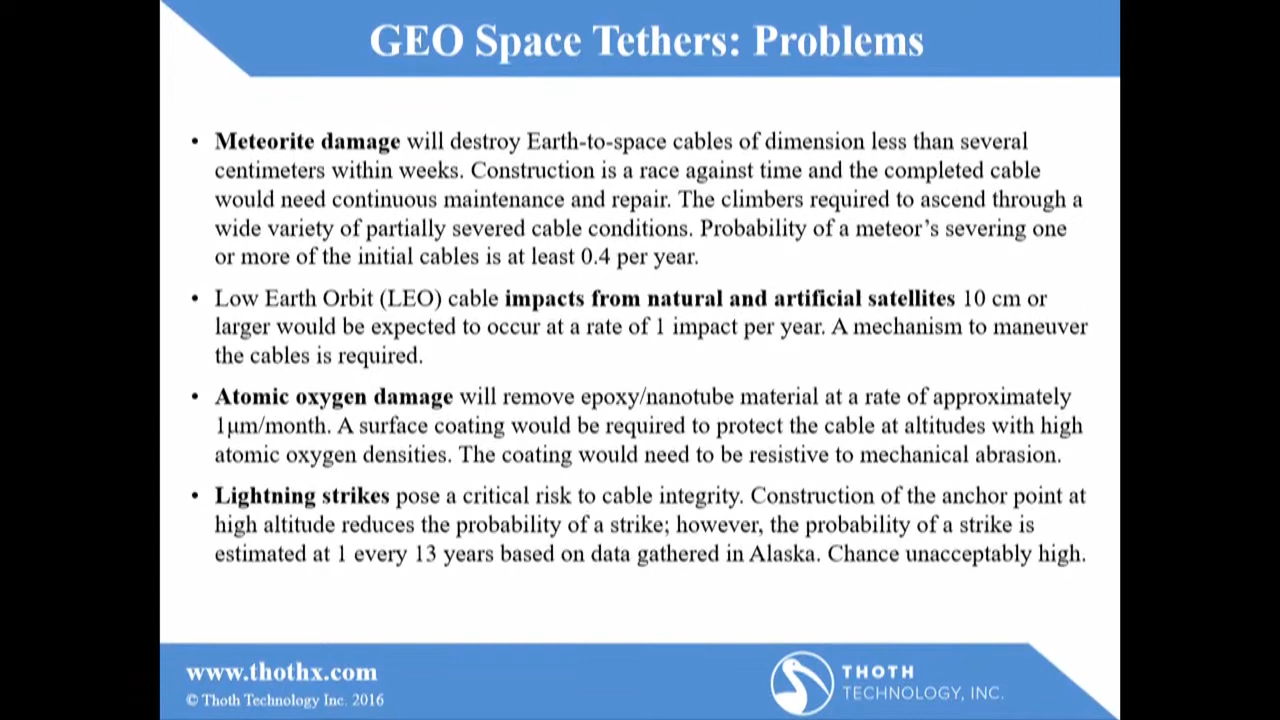 GEO Space Tethers: Problems
• Meteorite damage will destroy Earth-to-space cables of dimension less than several
centimeters within weeks. Construction is a race against time and the completed cable
would need continuous maintenance and repair. The climbers required to ascend through a
wide variety of partially severed cable conditions. Probability of a meteor’s severing one
or more of the initial cables is at least 0.4 per year.
• Low Earth Orbit (LEO) cable impacts from natural and artificial satellites 10 cm or
larger would be expected to occur at a rate of 1 impact per year. A mechanism to maneuver
the cables is required.
• Atomic oxygen damage will remove epoxy/nanotube material at a rate of approximately
1μm/month. A surface coating would be required to protect the cable at altitudes with high
atomic oxygen densities. The coating would need to be resistive to mechanical abrasion.
• Lightning strikes pose a critical risk to cable integrity. Construction of the anchor point at
high altitude reduces the probability of a strike; however, the probability of a strike is
estimated at 1 every 13 years based on data gathered in Alaska. Chance unacceptably high.
www.thothx.com
© Thoth Technology Inc. 2016
THOTH
TECHNOLOGY, INC.